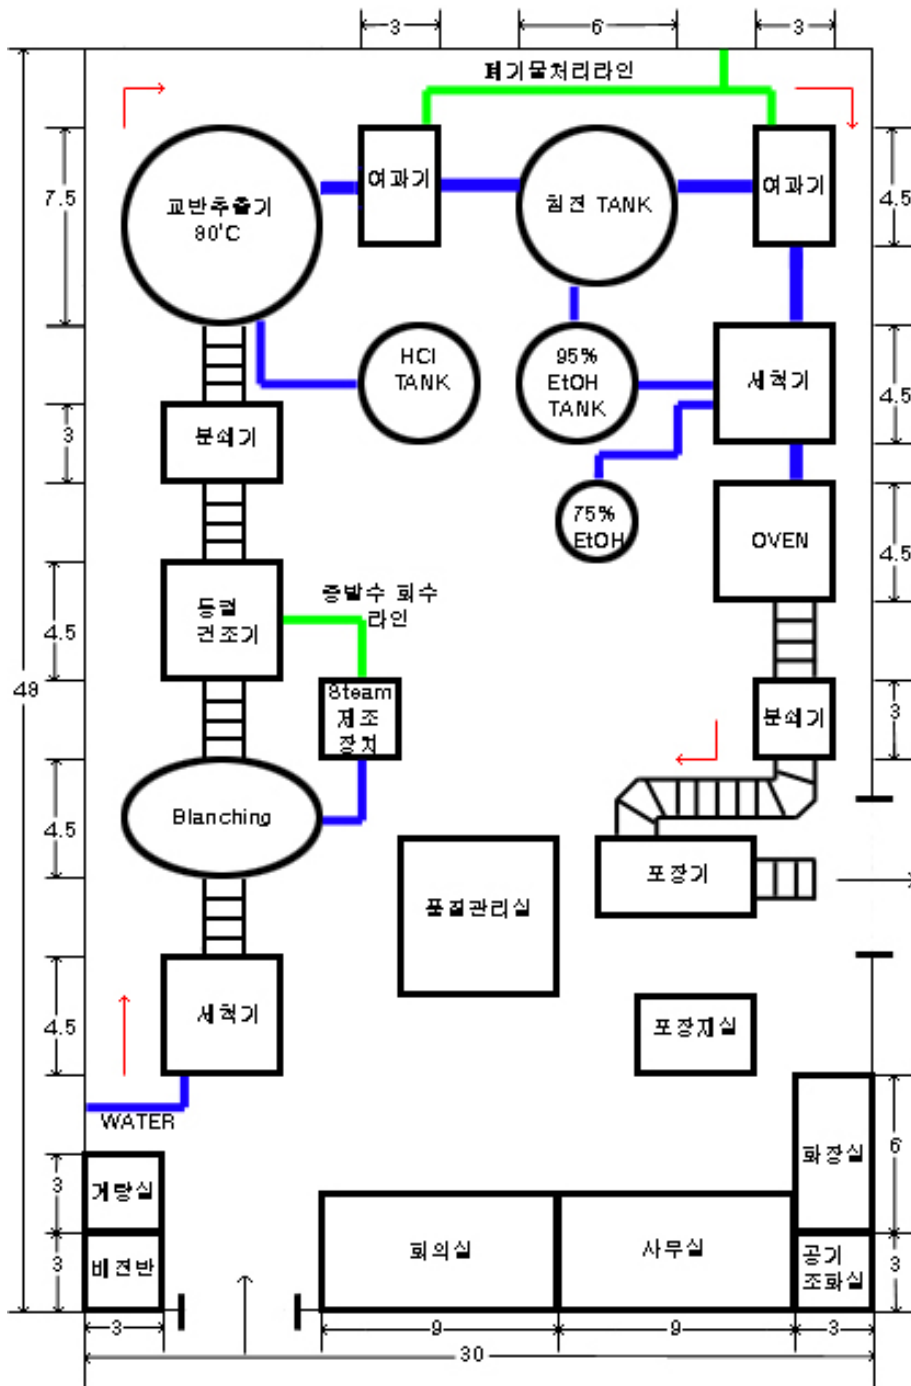 3
6
3
폐기물처리라인
7.5
교반추출기
80'C
여과기
침전 TANK
여과기
4.5
HCl
TANK
95%
EtOH
TANK
세척기
4.5
3
분쇄기
75%
EtOH
OVEN
4.5
4.5
동결
건조기
증발수 회수
라인
48
Steam
제조
장치
분쇄기
3
4.5
Blanching
포장기
품질관리실
4.5
세척기
포장재실
WATER
3
계량실
화장실
6
3
배전반
회의실
사무실
공기
조화실
3
3
9
9
3
30